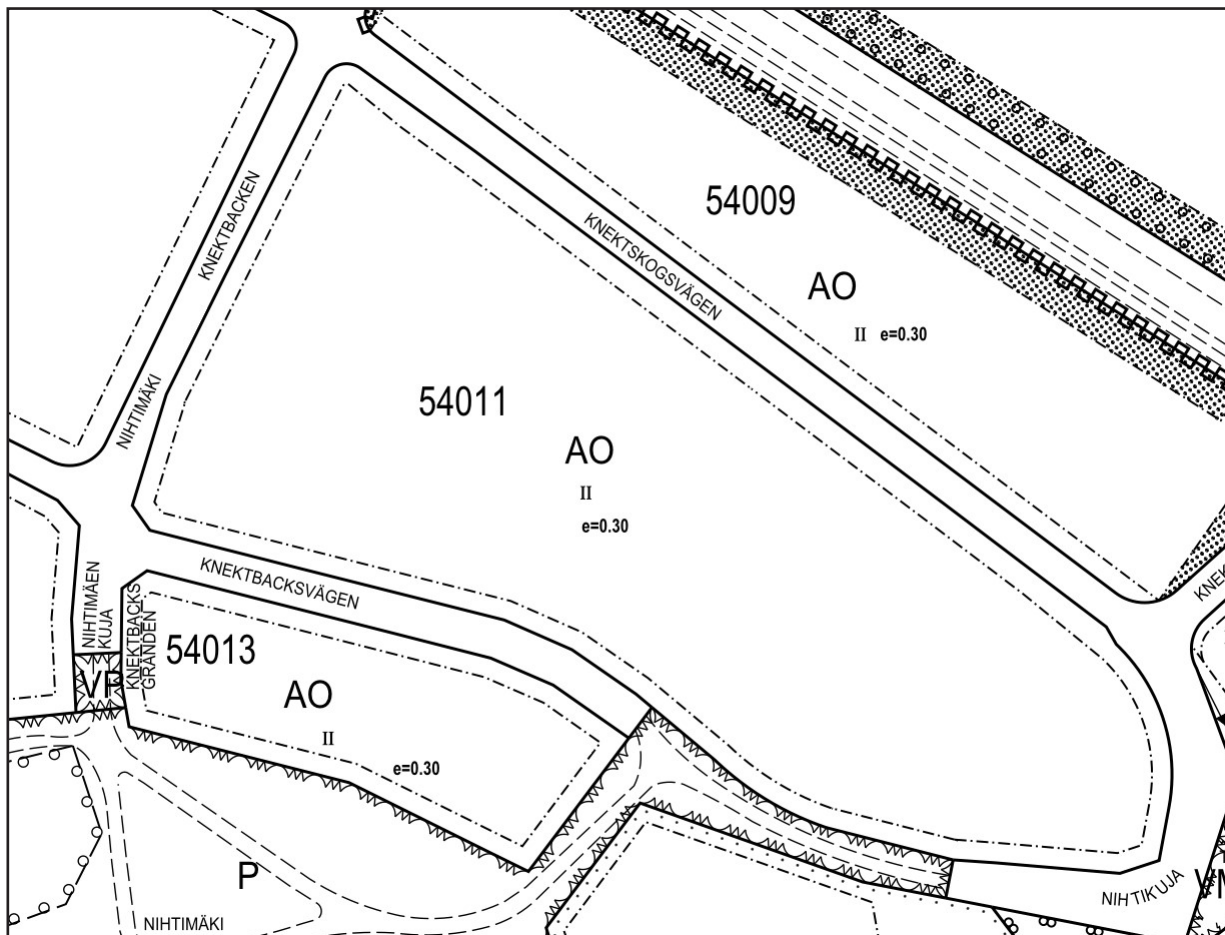 54009
KNEKTBACKEN
KNEKTSKOGSVÄGEN
AO
II e=0.30
NIHTIMÄKI
54011
AO
II
e=0.30
KNEKTBACKSVÄGEN
NIHTIMÄEN
KUJA
KNEKTBACKS
GRÄNDEN
54013
VP
AO
II
e=0.30
P
NIHTIKUJA
NIHTIMÄKI